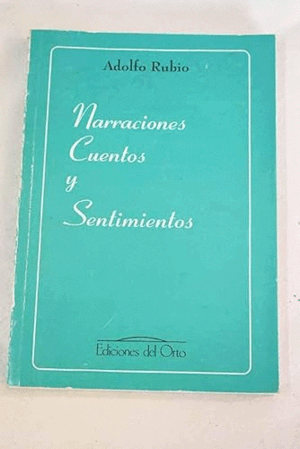 Adolfo Rubio
Narraciones
Cuentos
y
Sentimientos
Ediciones del Orto